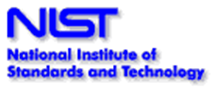 NIST
National Institute of
Standards and Technology